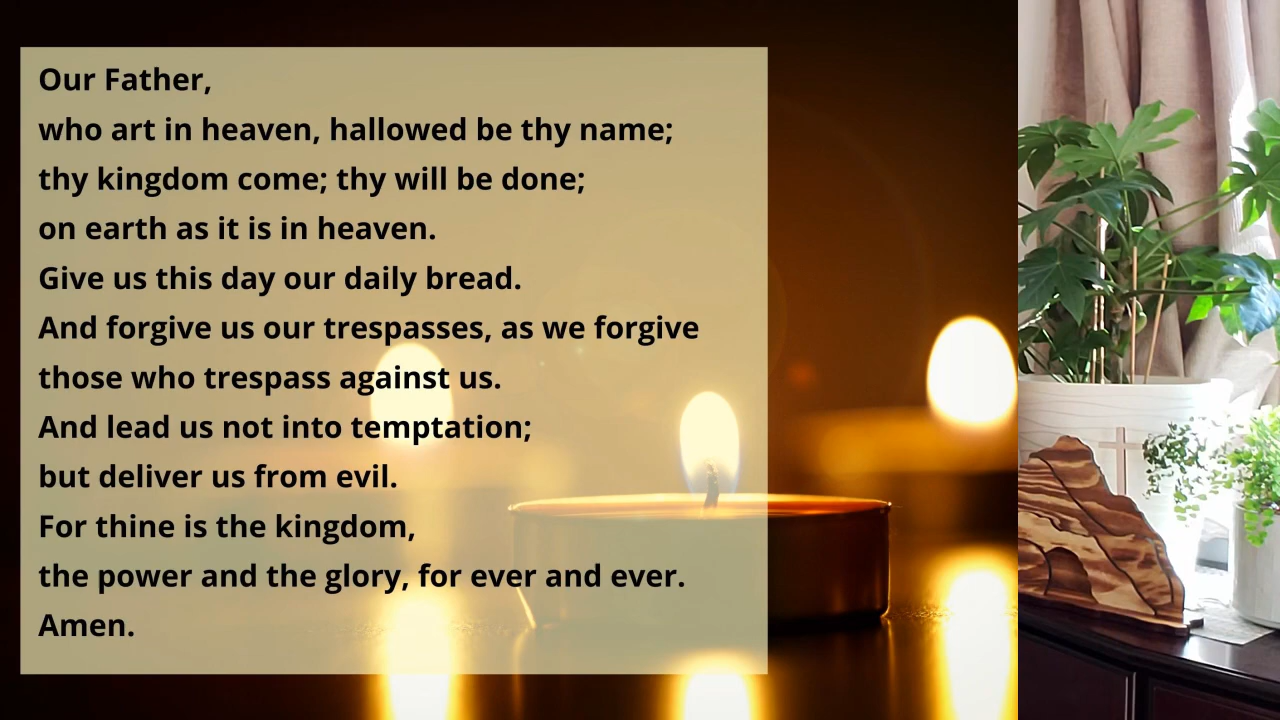 Our Father,
who art in heaven, hallowed be thy name;
thy kingdom come; thy will be done;
on earth as it is in heaven.
Give us this day our daily bread.
And forgive us our trespasses, as we forgive
those who trespass against us.
And lead us not into temptation;
but deliver us from evil.
For thine is the kingdom,
the power and the glory, for ever and ever.
Amen.